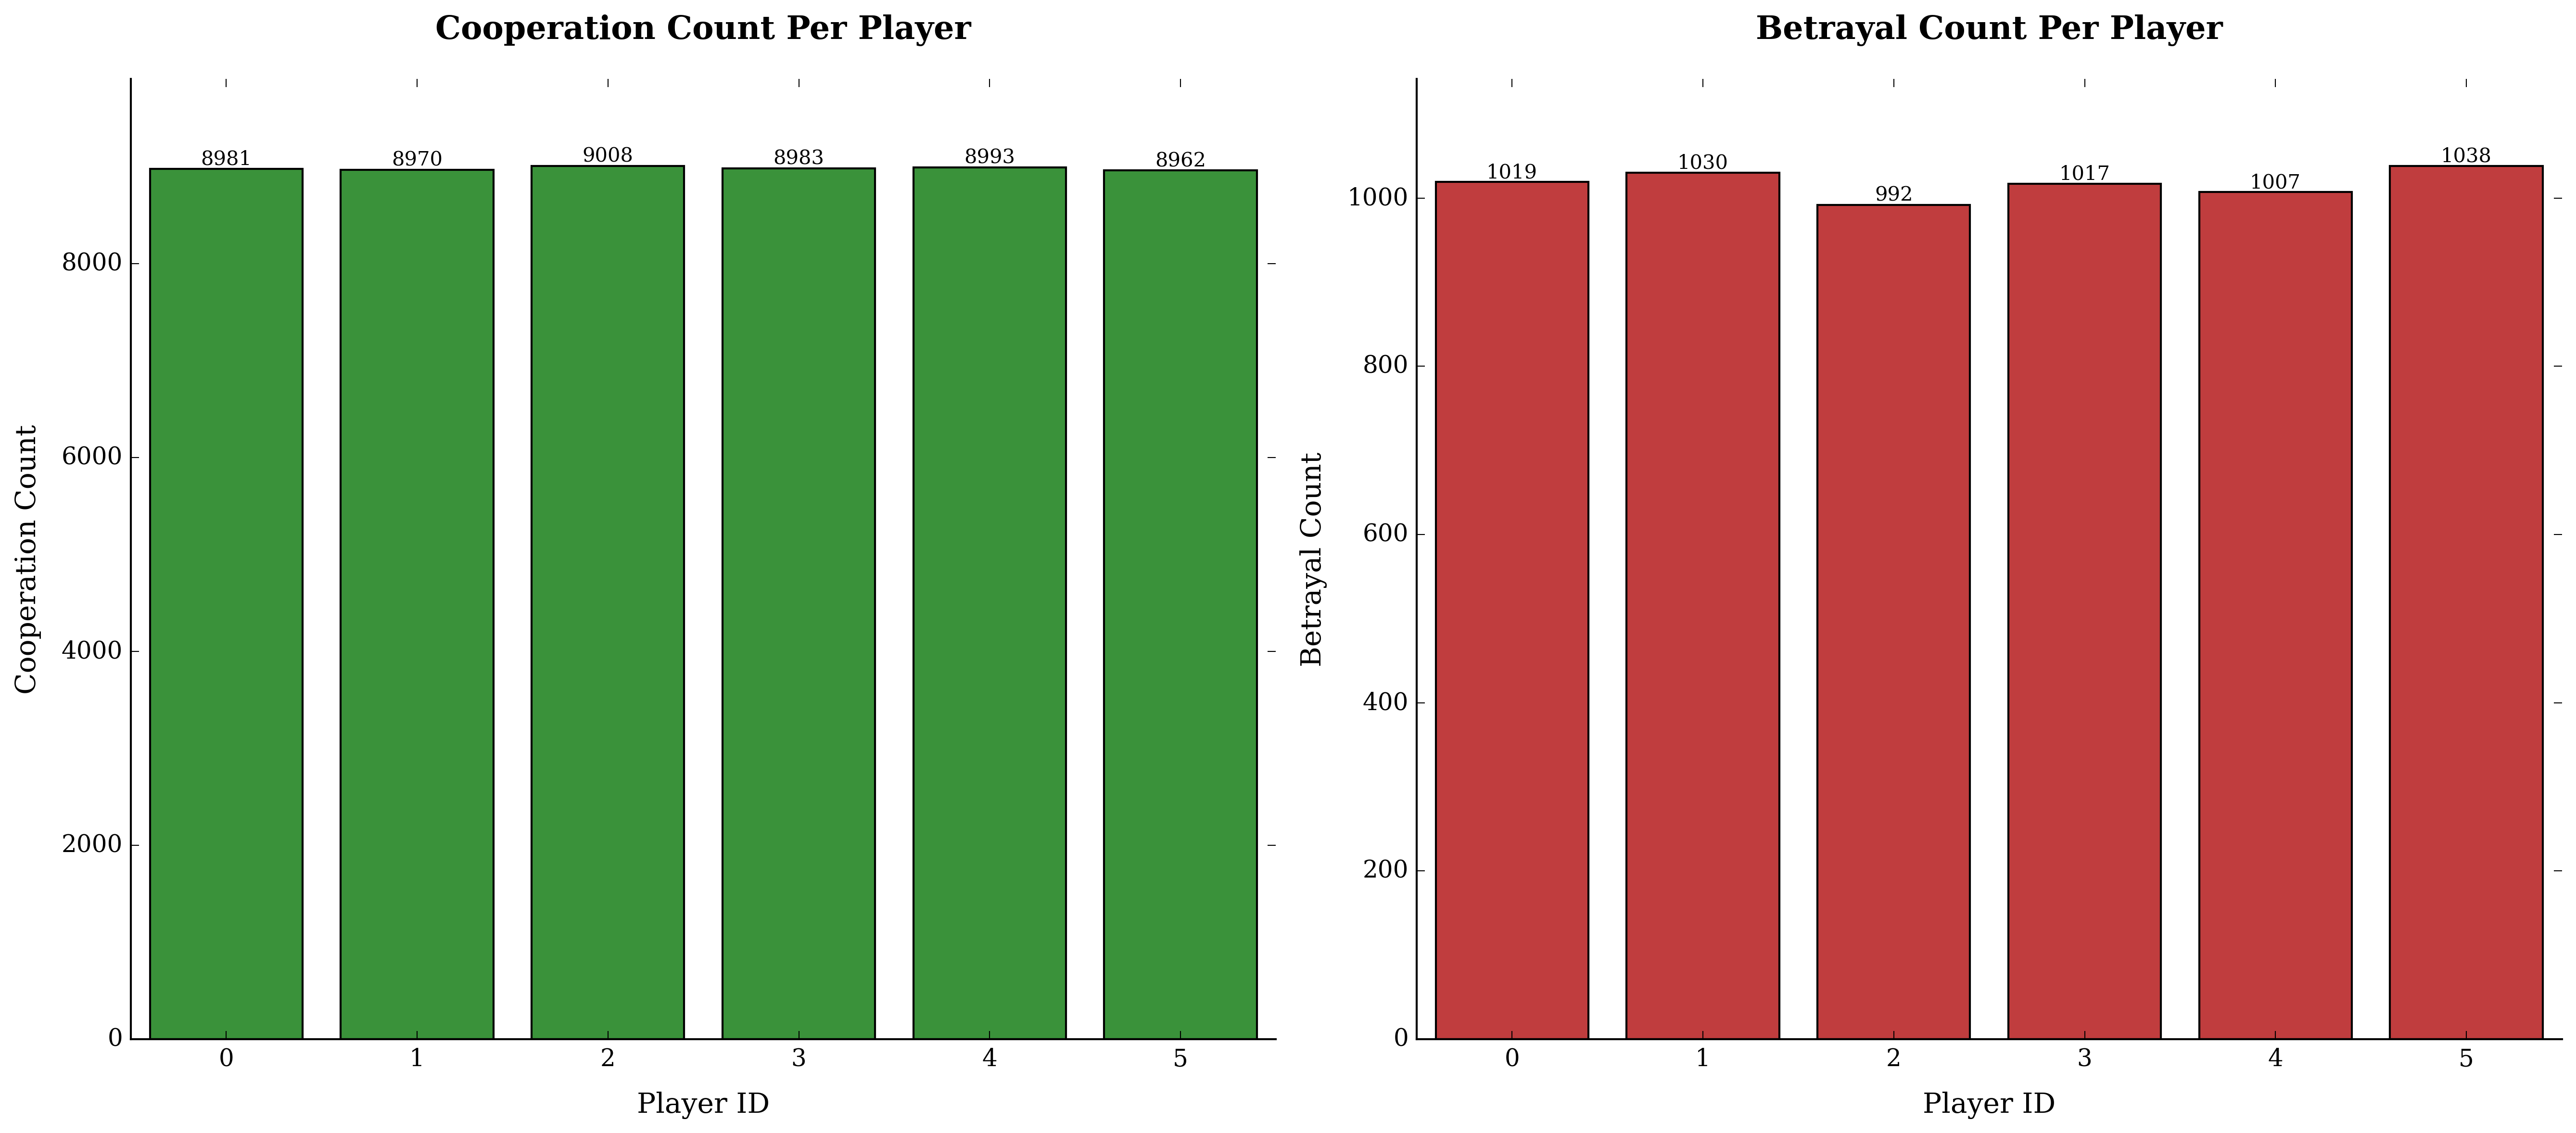 Cooperation Count Per Player
Cooperation Count
8000
6000
4000
2000
0
8981
8970
9008
8983
8993
8962
0 1 2 3 4 5
Player ID
Betrayal Count Per Player
Betrayal Count
1000
800
600
400
200
0
1019
1030
992
1017
1007
1038
0 1 2 3 4 5
Player ID